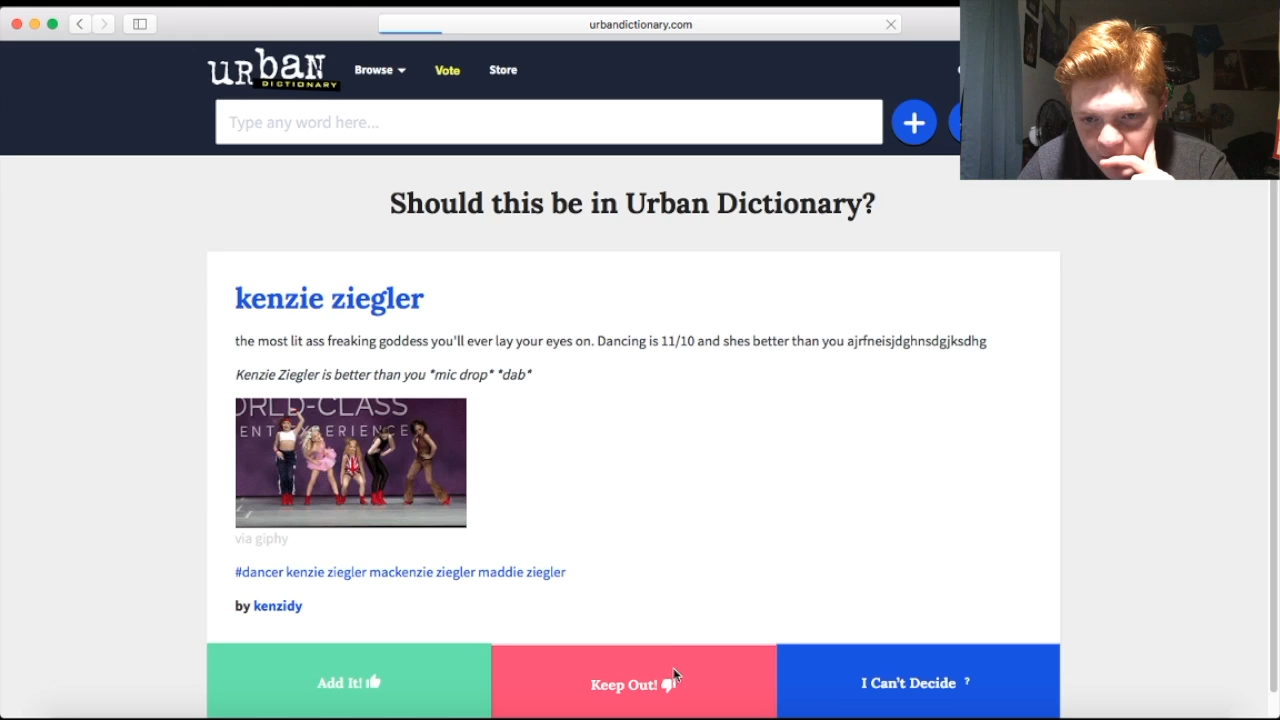 urbandictionary.com
urban
DICTIONARY
Browse
Vote
Store
Type any word here...
Should this be in Urban Dictionary?
kenzie ziegler
the most lit ass freaking goddess you'll ever lay your eyes on. Dancing is 11/10 and shes better than you ajrfneisjdghnsdgjksdhg
Kenzie Ziegler is better than you *mic drop* *dab*
ORLD-CLASS
ENT EXPERIENCE
via giphy
#dancer kenzie ziegler mackenzie ziegler maddie ziegler
by kenzidy
Add It!
Keep Out!
I Can't Decide ?